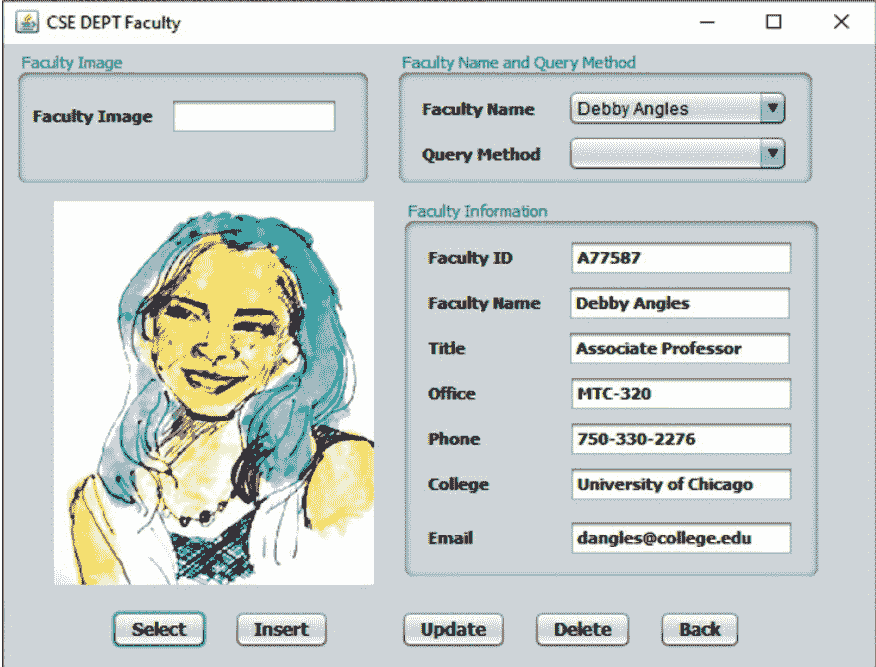 CSE DEPT Faculty
Faculty Image
Faculty Image
Faculty Name and Query Method
Faculty Name Debby Angles
Query Method
Faculty Information
Faculty ID A77587
Faculty Name Debby Angles
Title Associate Professor
Office MTC-320
Phone 750-330-2276
College University of Chicago
Email dangles@college.edu
Select Insert Update Delete Back